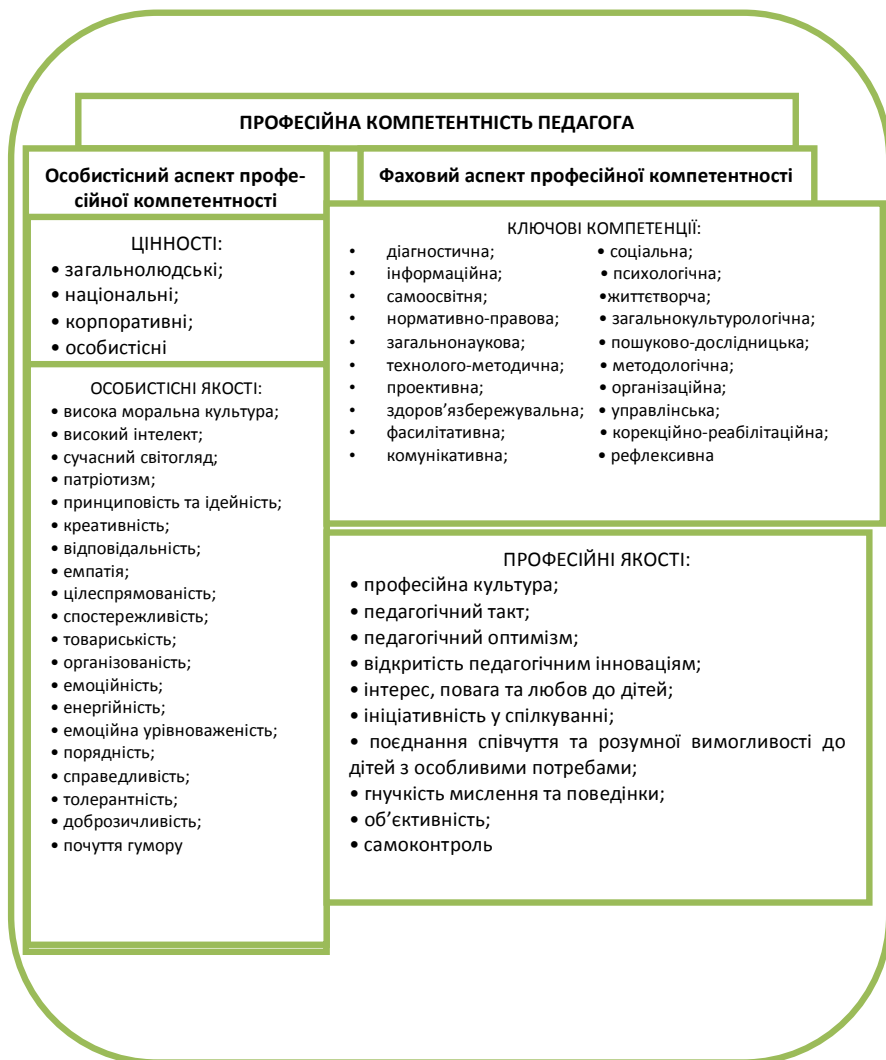 ПРОФЕСІЙНА КОМПЕТЕНТНІСТЬ ПЕДАГОГА
Особистісний аспект профе-
сійної компетентності
ЦІННОСТІ:
• загальнолюдські;
• національні;
• корпоративні;
• особистісні
ОСОБИСТІСНІ ЯКОСТІ:
• висока моральна культура;
• високий інтелект;
• сучасний світогляд;
• патріотизм;
• принциповість та ідейність;
• креативність;
• відповідальність;
• емпатія;
• цілеспрямованість;
• спостережливість;
• товариськість;
• організованість;
• емоційність;
• енергійність;
• емоційна урівноваженість;
• порядність;
• справедливість;
• толерантність;
• доброзичливість;
• почуття гумору
Фаховий аспект професійної компетентності
КЛЮЧОВІ КОМПЕТЕНЦІЇ:
• діагностична; • соціальна;
• інформаційна; • психологічна;
• самоосвітня; •життєтворча;
• нормативно-правова; • загальнокультурологічна;
• загальнонаукова; • пошуково-дослідницька;
• технолого-методична; • методологічна;
• проективна; • організаційна;
• здоров’язбережувальна; • управлінська;
• фасилітативна; • корекційно-реабілітаційна;
• комунікативна; • рефлексивна
ПРОФЕСІЙНІ ЯКОСТІ:
• професійна культура;
• педагогічний такт;
• педагогічний оптимізм;
• відкритість педагогічним інноваціям;
• інтерес, повага та любов до дітей;
• ініціативність у спілкуванні;
• поєднання співчуття та розумної вимогливості до
дітей з особливими потребами;
• гнучкість мислення та поведінки;
• об’єктивність;
• самоконтроль